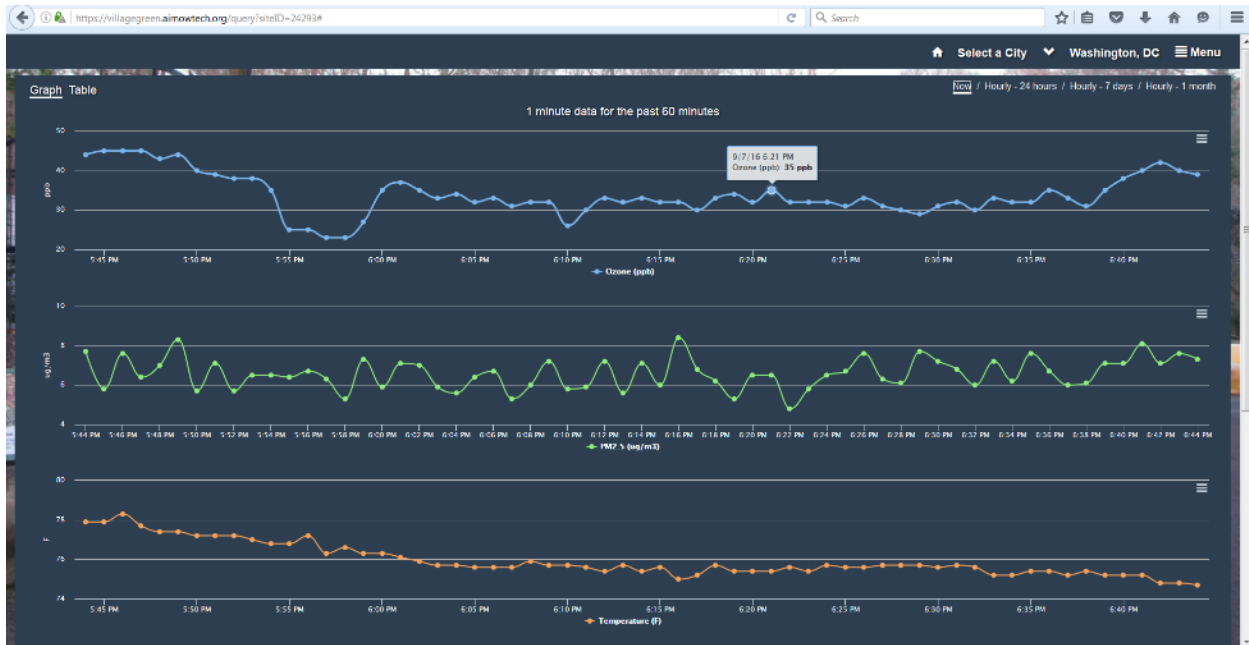 https://villagegreen.airnowtech.org/query?siteID=24293#
Search
Select a City Washington, DC Menu
Graph Table
Now / Hourly - 24 hours / Hourly - 7 days / Hourly - 1 month
1 minute data for the past 60 minutes
50
40
30
20
ppb
9/7/16 6:21 PM
Ozone (ppb): 35 ppb
5:45 PM 5:50 PM 5:55 PM 6:00 PM 6:05 PM 6:10 PM 6:15 PM 6:20 PM 6:25 PM 6:30 PM 6:35 PM 6:40 PM
Ozone (ppb)
10
8
6
4
ug/m3
5:44 PM 5:46 PM 5:48 PM 5:50 PM 5:52 PM 5:54 PM 5:56 PM 5:58 PM 6:00 PM 6:02 PM 6:04 PM 6:06 PM 6:08 PM 6:10 PM 6:12 PM 6:14 PM 6:16 PM 6:18 PM 6:20 PM 6:22 PM 6:24 PM 6:26 PM 6:28 PM 6:30 PM 6:32 PM 6:34 PM 6:36 PM 6:38 PM 6:40 PM 6:42 PM 6:44 PM
PM2_5 (ug/m3)
80
78
76
74
F
5:45 PM 5:50 PM 5:55 PM 6:00 PM 6:05 PM 6:10 PM 6:15 PM 6:20 PM 6:25 PM 6:30 PM 6:35 PM 6:40 PM
Temperature (F)